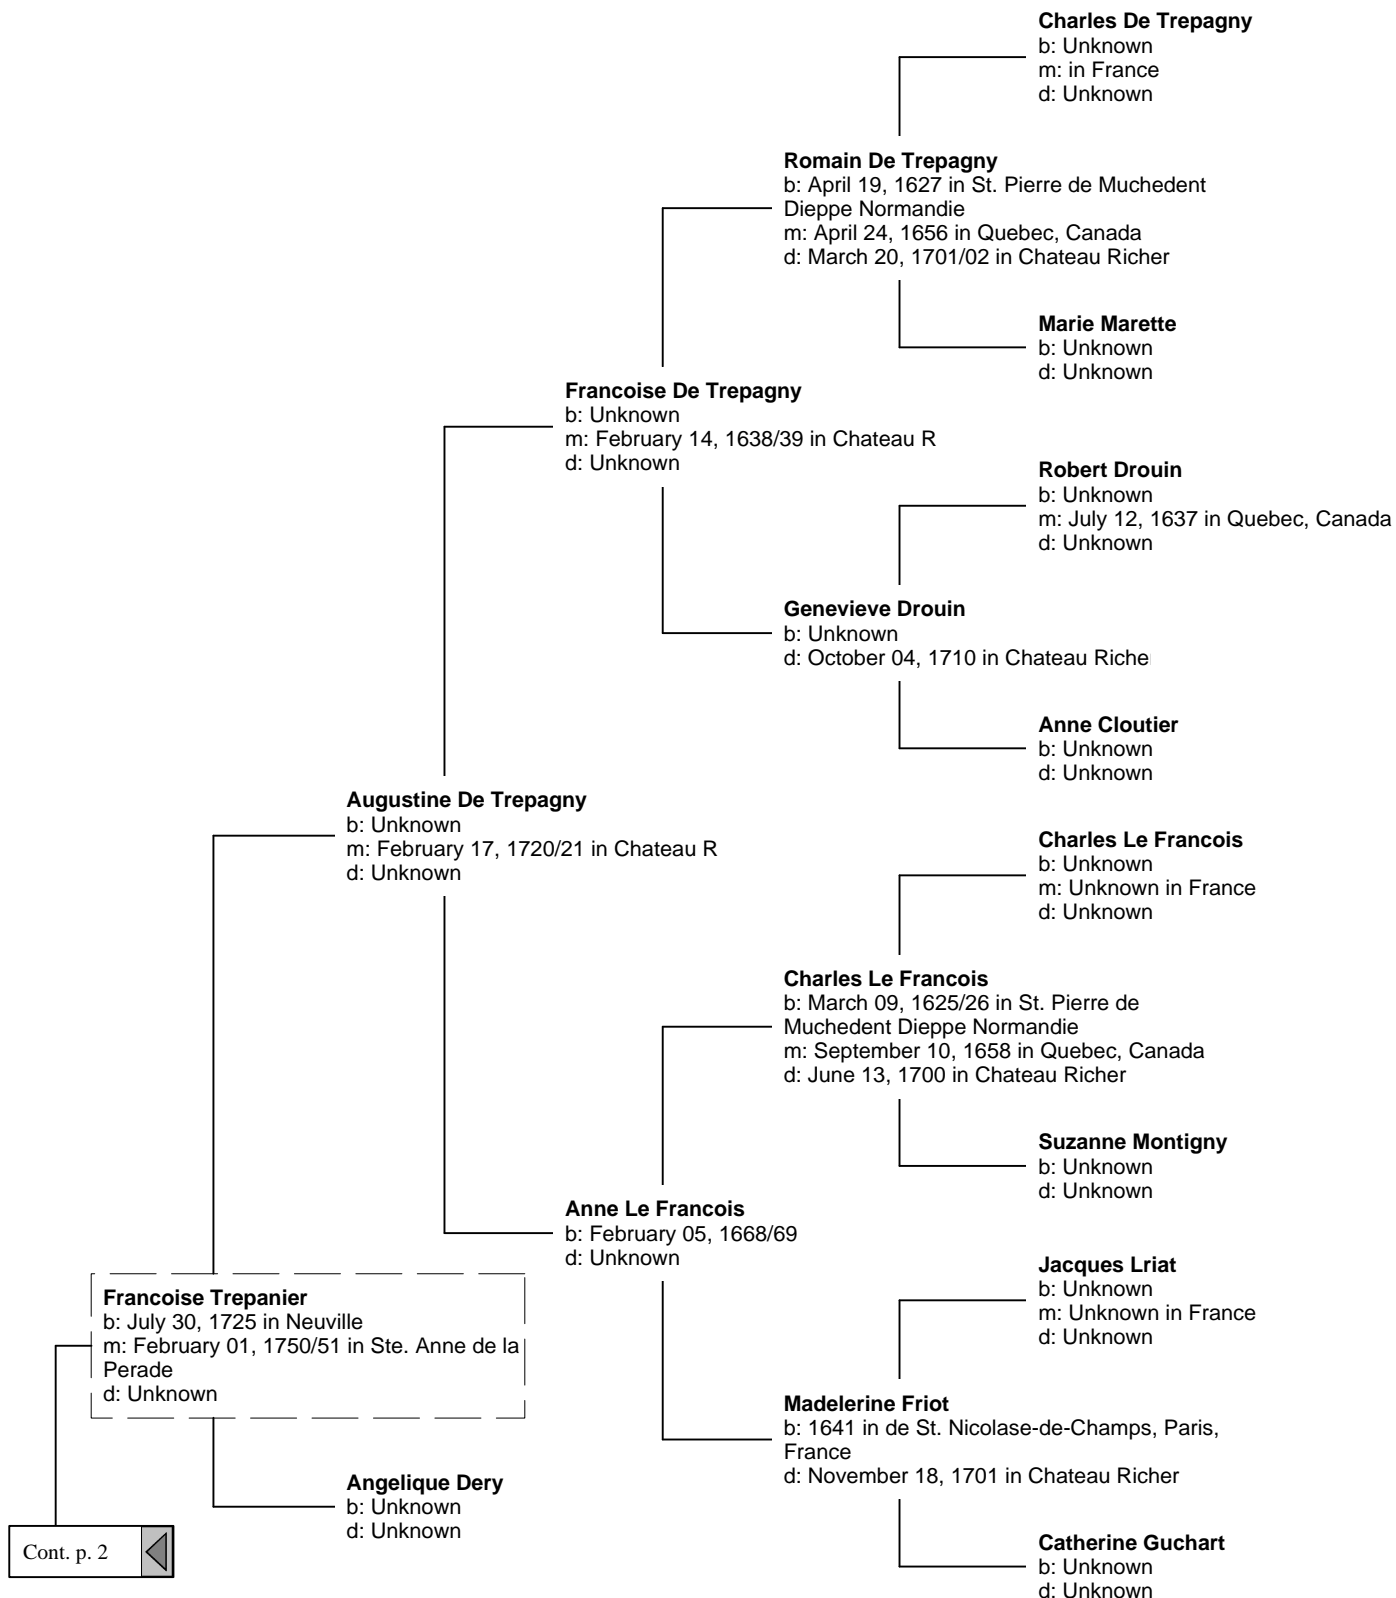 Charles De Trepagny
b: Unknown
m: in France
d: Unknown
Romain De Trepagny
b: April 19, 1627 in St. Pierre de Muchedent
Dieppe Normandie
m: April 24, 1656 in Quebec, Canada
d: March 20, 1701/02 in Chateau Richer
Marie Marette
b: Unknown
d: Unknown
Francoise De Trepagny
b: Unknown
m: February 14, 1638/39 in Chateau R
d: Unknown
Robert Drouin
b: Unknown
m: July 12, 1637 in Quebec, Canada
d: Unknown
Genevieve Drouin
b: Unknown
d: October 04, 1710 in Chateau Riche
Anne Cloutier
b: Unknown
d: Unknown
Augustine De Trepagny
b: Unknown
m: February 17, 1720/21 in Chateau R
d: Unknown
Charles Le Francois
b: Unknown
m: Unknown in France
d: Unknown
Charles Le Francois
b: March 09, 1625/26 in St. Pierre de
Muchedent Dieppe Normandie
m: September 10, 1658 in Quebec, Canada
d: June 13, 1700 in Chateau Richer
Suzanne Montigny
b: Unknown
d: Unknown
Anne Le Francois
b: February 05, 1668/69
d: Unknown
Jacques Lriat
b: Unknown
m: Unknown in France
d: Unknown
Francoise Trepanier
b: July 30, 1725 in Neuville
m: February 01, 1750/51 in Ste. Anne de la
Perade
d: Unknown
Madelerine Friot
b: 1641 in de St. Nicolase-de-Champs, Paris,
France
d: November 18, 1701 in Chateau Richer
Angelique Dery
b: Unknown
d: Unknown
Catherine Guchart
b: Unknown
d: Unknown
Cont. p. 2